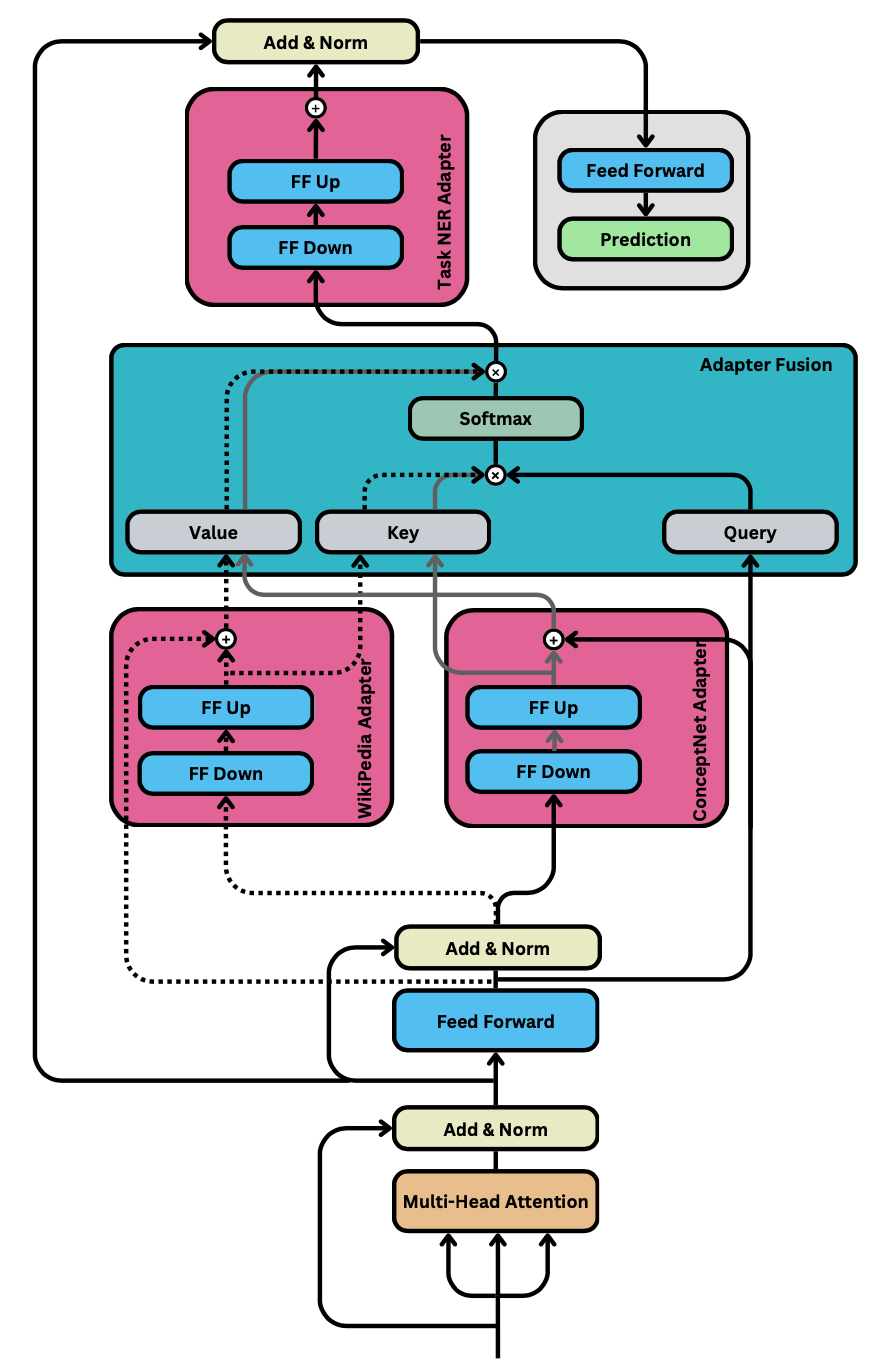 Add & Norm
+
FF Up
FF Down
Task NER Adapter
Feed Forward
Prediction
Adapter Fusion
×
Softmax
×
Value
Key
Query
+
FF Up
FF Down
WikiPedia Adapter
+
FF Up
FF Down
ConceptNet Adapter
Add & Norm
Feed Forward
Add & Norm
Multi-Head Attention